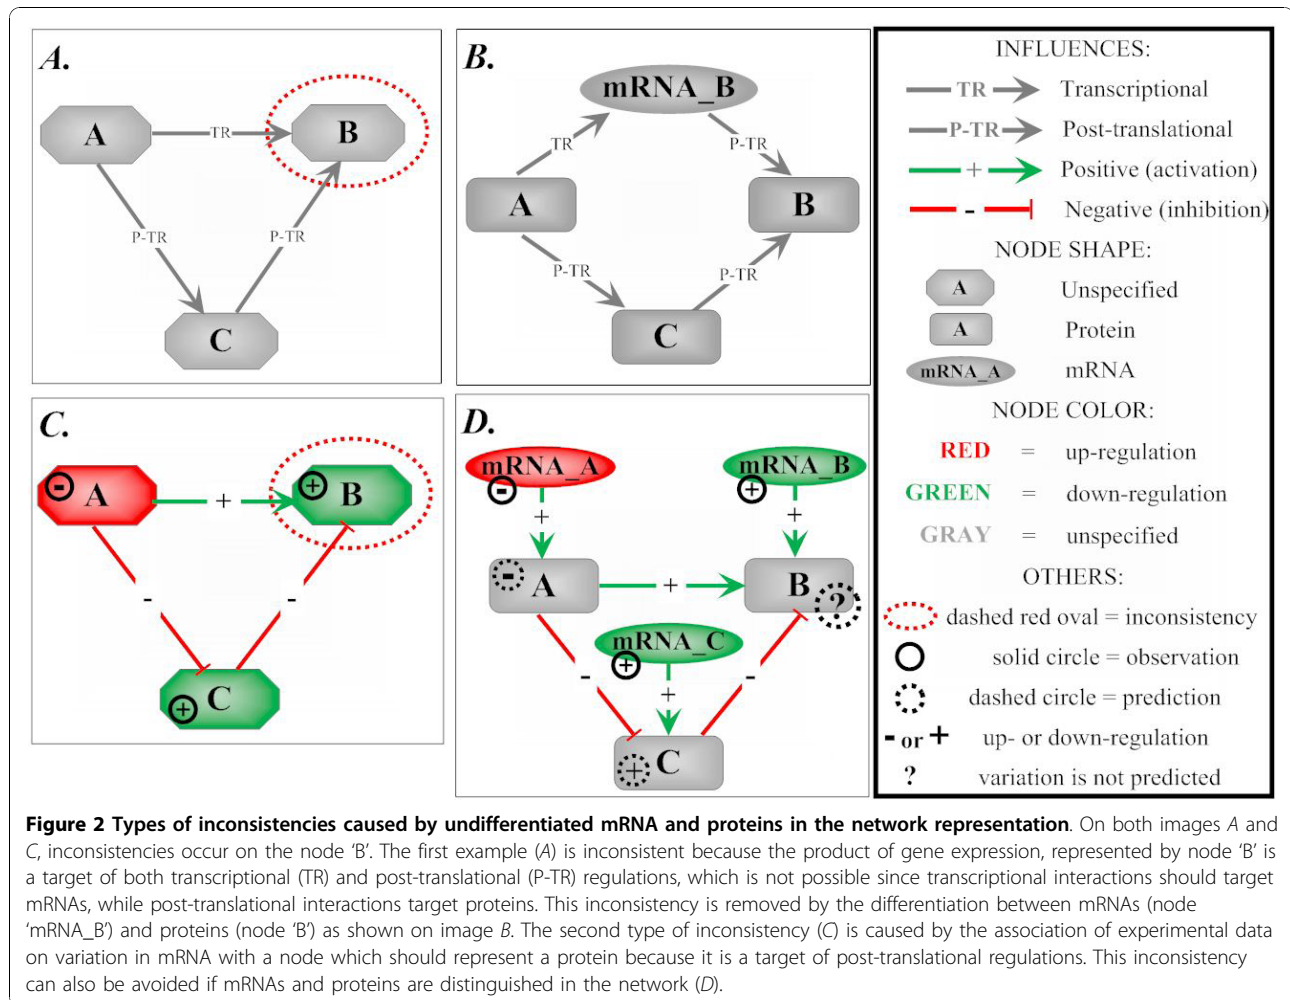 A.
A
TR
B
P-TR
P-TR
C
B.
mRNA_B
TR
P-TR
A
B
P-TR
P-TR
C
C.
- A
+
+ B
-
-
C
+
D.
mRNA_A
-
+
mRNA_B
+
+
- A
+
B
?
mRNA_C
+
-
+
-
+ C
INFLUENCES:
TR Transcriptional
P-TR Post-translational
+ Positive (activation)
- Negative (inhibition)
NODE SHAPE:
A Unspecified
A Protein
mRNA_A mRNA
NODE COLOR:
RED = up-regulation
GREEN = down-regulation
GRAY = unspecified
OTHERS:
dashed red oval = inconsistency
solid circle = observation
dashed circle = prediction
- or + up- or down-regulation
? variation is not predicted
Figure 2 Types of inconsistencies caused by undifferentiated mRNA and proteins in the network representation. On both images A and
C, inconsistencies occur on the node ‘B’. The first example (A) is inconsistent because the product of gene expression, represented by node ‘B’ is
a target of both transcriptional (TR) and post-translational (P-TR) regulations, which is not possible since transcriptional interactions should target
mRNAs, while post-translational interactions target proteins. This inconsistency is removed by the differentiation between mRNAs (node
‘mRNA_B’) and proteins (node ‘B’) as shown on image B. The second type of inconsistency (C) is caused by the association of experimental data
on variation in mRNA with a node which should represent a protein because it is a target of post-translational regulations. This inconsistency
can also be avoided if mRNAs and proteins are distinguished in the network (D).